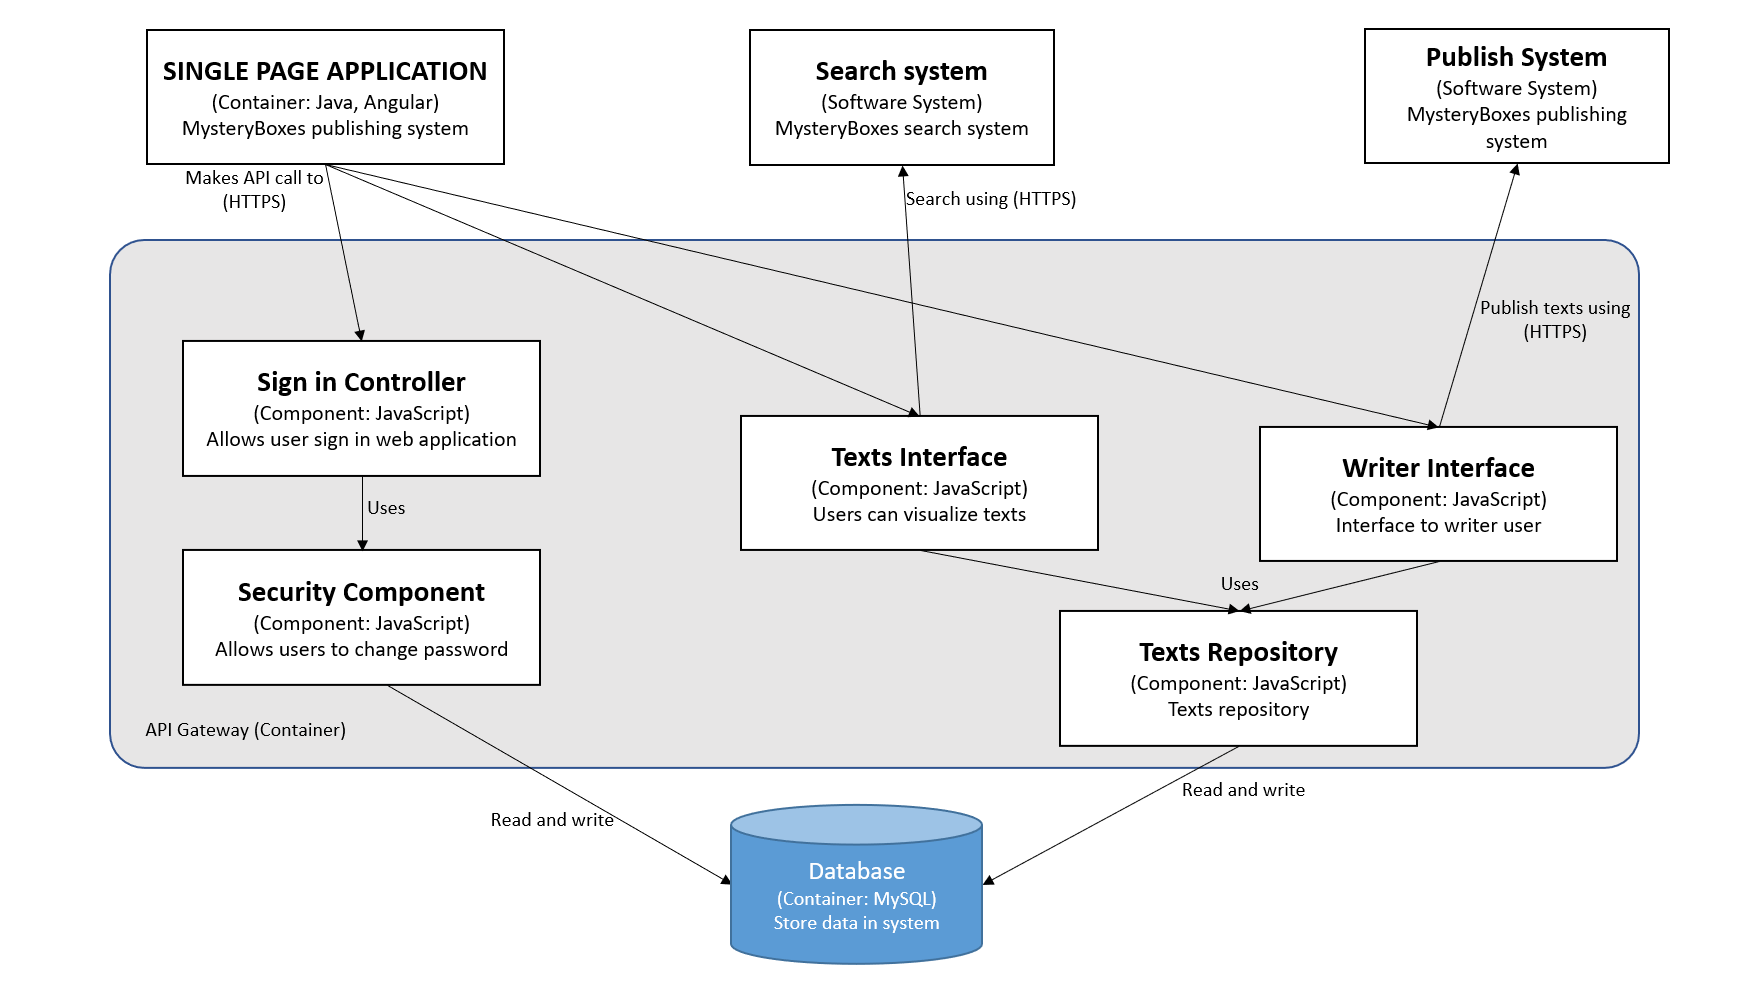 SINGLE PAGE APPLICATION
(Container: Java, Angular)
MysteryBoxes publishing system
Search system
(Software System)
MysteryBoxes search system
Publish System
(Software System)
MysteryBoxes publishing
system
Makes API call to
(HTTPS)
Search using (HTTPS)
Publish texts using
(HTTPS)
Sign in Controller
(Component: JavaScript)
Allows user sign in web application
Texts Interface
(Component: JavaScript)
Users can visualize texts
Writer Interface
(Component: JavaScript)
Interface to writer user
Uses
Security Component
(Component: JavaScript)
Allows users to change password
Uses
Texts Repository
(Component: JavaScript)
Texts repository
API Gateway (Container)
Read and write
Read and write
Database
(Container: MySQL)
Store data in system